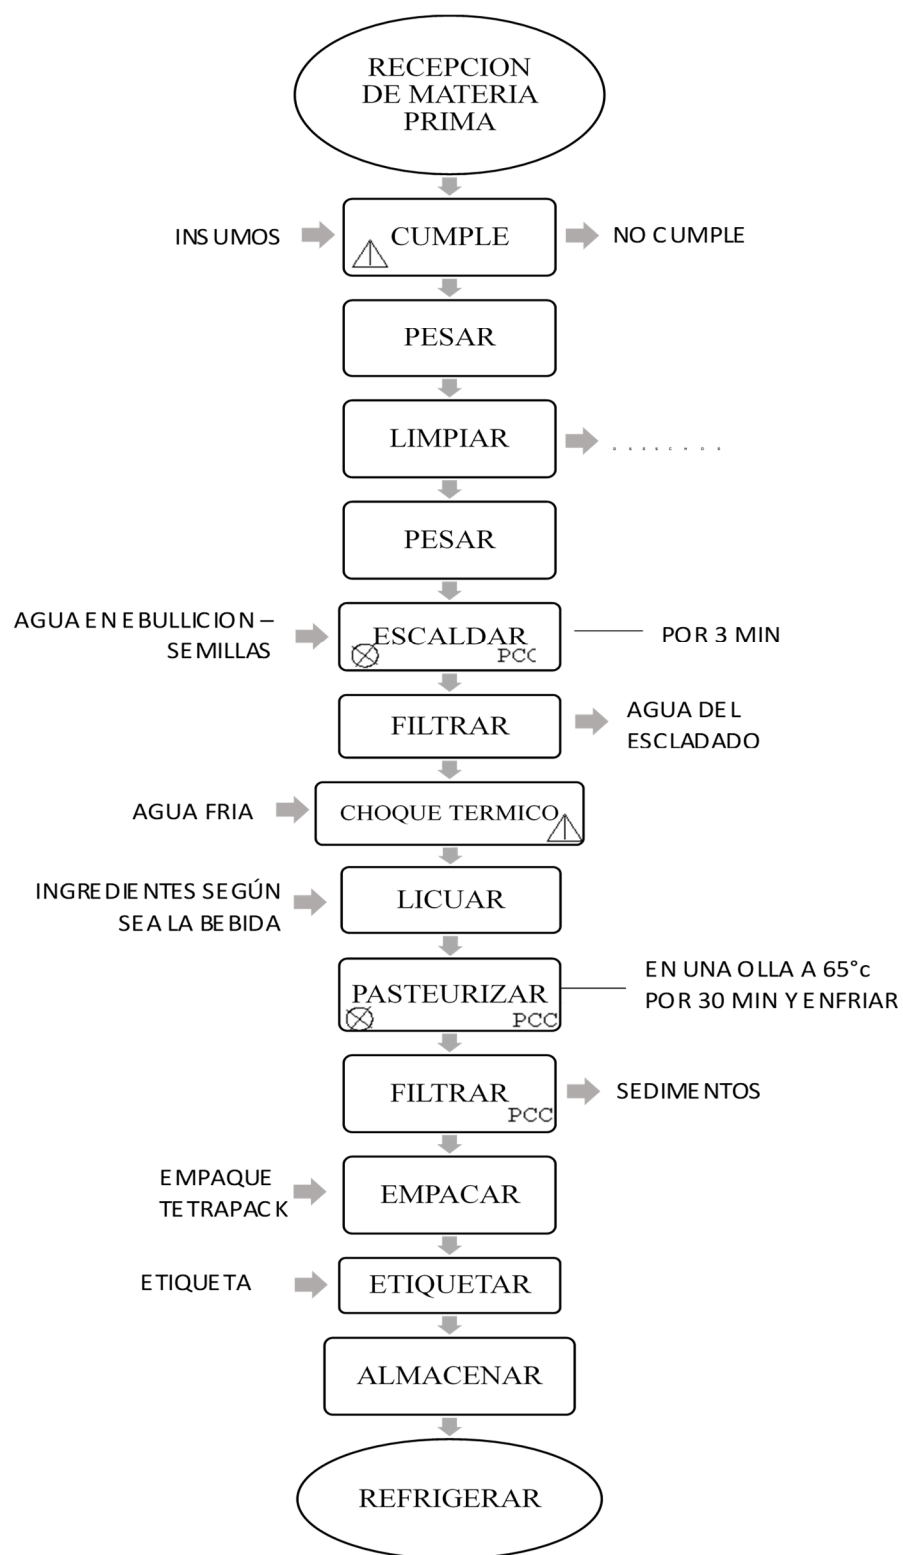 RECEPCION
DE MATERIA
PRIMA
INSUMOS
CUMPLE
NO CUMPLE
PESAR
LIMPIAR
PESAR
AGUA EN EBULLICION –
SEMILLAS
ESCALDAR
PCC
POR 3 MIN
FILTRAR
AGUA DEL
ESCLADADO
AGUA FRIA
CHOQUE TERMICO
INGREDIENTES SEGÚN
SEA LA BEBIDA
LICUAR
PASTEURIZAR
PCC
EN UNA OLLA A 65°c
POR 30 MIN Y ENFRIAR
FILTRAR
PCC
SEDIMENTOS
EMPAQUE
TETRAPACK
EMPACAR
ETIQUETA
ETIQUETAR
ALMACENAR
REFRIGERAR